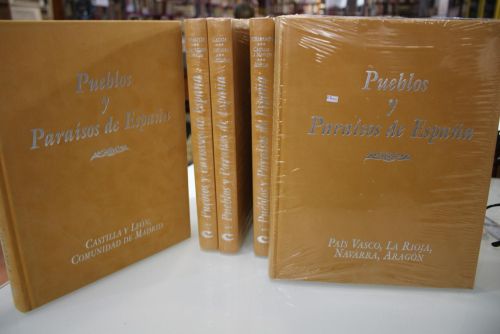 Pueblos
y
Paraísos de España
CASTILLA Y LEÓN,
COMUNIDAD DE MADRID
Pueblos y Paraísos de España
Pueblos y Paraísos de España
Pueblos y Paraísos de España
Pueblos
y
Paraísos de España
PAÍS VASCO, LA RIOJA,
NAVARRA, ARAGÓN